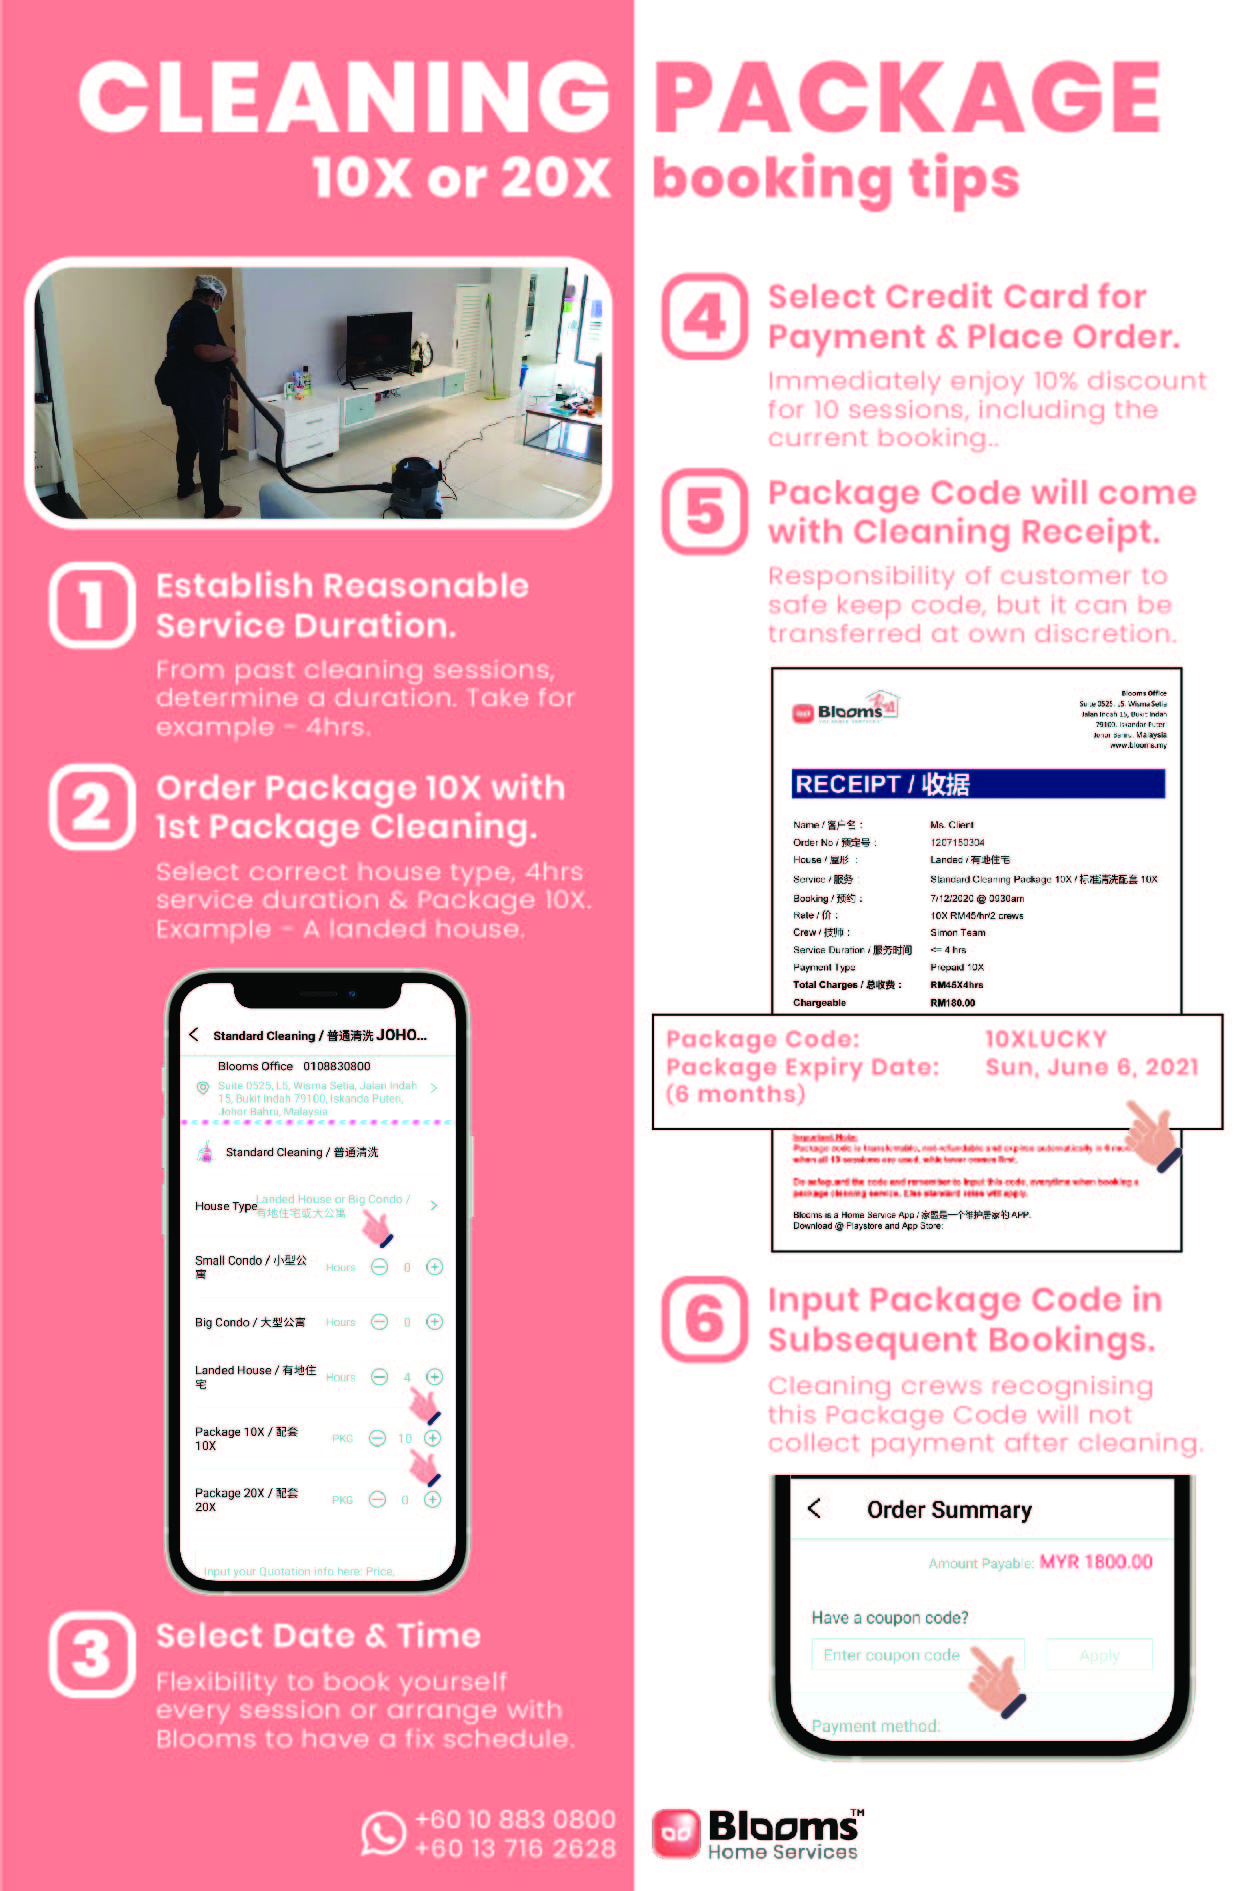 CLEANING PACKAGE
10X or 20X booking tips
1
Establish Reasonable
Service Duration.
From past cleaning sessions,
determine a duration. Take for
example - 4hrs.
2
Order Package 10X with
1st Package Cleaning.
Select correct house type, 4hrs
service duration & Package 10X.
Example - A landed house.
Standard Cleaning / 普通清洗 JOHO...
Blooms Office 0108830800
Suite 0525, L5, Wisma Setia, Jalan Indah
15, Bukit Indah 79100, Iskanda Puteri,
Johor Bahru, Malaysia
Standard Cleaning / 普通清洗
House Type Landed House or Big Condo /
有地住宅或大公寓
Small Condo / 小型公
寓
Hours 0
Big Condo / 大型公寓 Hours 0
Landed House / 有地住
宅
Hours 4
Package 10X / 配套
10X
PKG 10
Package 20X / 配套
20X
PKG 0
Input your Quotation info here: Price,
3
Select Date & Time
Flexibility to book yourself
every session or arrange with
Blooms to have a fix schedule.
+60 10 883 0800
+60 13 716 2628
4
Select Credit Card for
Payment & Place Order.
Immediately enjoy 10% discount
for 10 sessions, including the
current booking..
5
Package Code will come
with Cleaning Receipt.
Responsibility of customer to
safe keep code, but it can be
transferred at own discretion.
Blooms
Blooms Office
Suite 0525, L5, Wisma Setia
Jalan Indah 15, Bukit Indah
79100, Iskandar Puteri
Johor Bahru, Malaysia
www.blooms.my
RECEIPT / 收据
Name / 客户名 : Ms. Client
Order No / 预定号 : 1207150304
House / 屋形 : Landed / 有地住宅
Service / 服务 : Standard Cleaning Package 10X / 标准清洗配套 10X
Booking / 预约 : 7/12/2020 @ 0930am
Rate / 价 : 10X RM45/hr/2 crews
Crew / 技师 : Simon Team
Service Duration / 服务时间 <= 4 hrs
Payment Type Prepaid 10X
Total Charges / 总收费 : RM45X4hrs
Chargeable RM180.00
Package Code: 10XLUCKY
Package Expiry Date: Sun, June 6, 2021
(6 months)
Important Note:
Package code is transferable, not-refundable and expires automatically in 6
when all 10 sessions are used, whichever comes first.
Do safeguard the code and remember to input this code, everytime when booking a
package cleaning service. Else standard rates will apply.
Blooms is a Home Service App / 家盟是一个维护居家的 APP.
Download @ Playstore and App Store:
6
Input Package Code in
Subsequent Bookings.
Cleaning crews recognising
this Package Code will not
collect payment after cleaning.
Order Summary
Amount Payable: MYR 1800.00
Have a coupon code?
Enter coupon code Apply
Payment method:
Blooms™
Home Services